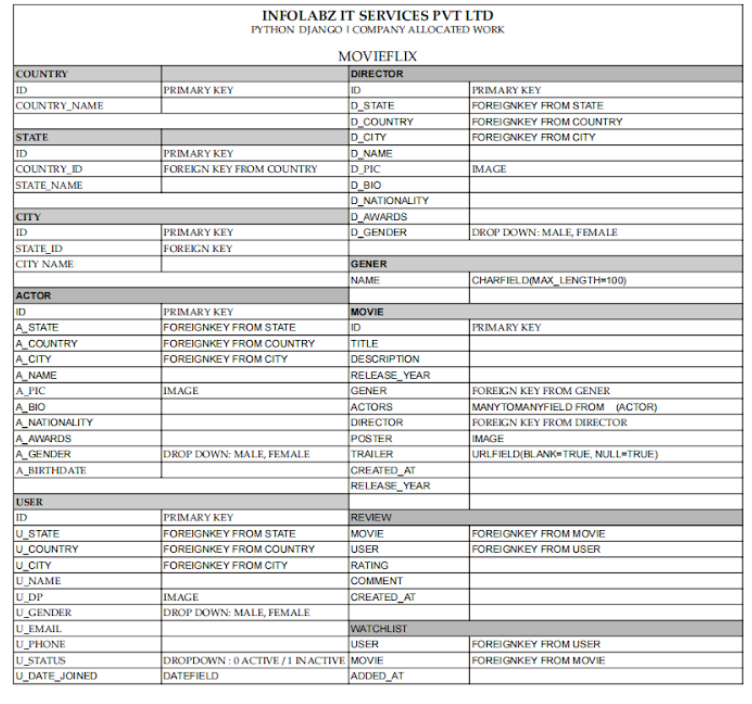 INFOLABZ IT SERVICES PVT LTD
PYTHON DJANGO | COMPANY ALLOCATED WORK
MOVIEFLIX
COUNTRY
ID PRIMARY KEY
COUNTRY_NAME
STATE
ID PRIMARY KEY
COUNTRY_ID FOREIGN KEY FROM COUNTRY
STATE_NAME
CITY
ID PRIMARY KEY
STATE_ID FOREIGN KEY
CITY NAME
ACTOR
ID PRIMARY KEY
A_STATE FOREIGNKEY FROM STATE
A_COUNTRY FOREIGNKEY FROM COUNTRY
A_CITY FOREIGNKEY FROM CITY
A_NAME
A_PIC IMAGE
A_BIO
A_NATIONALITY
A_AWARDS
A_GENDER DROP DOWN: MALE, FEMALE
A_BIRTHDATE
USER
ID PRIMARY KEY
U_STATE FOREIGNKEY FROM STATE
U_COUNTRY FOREIGNKEY FROM COUNTRY
U_CITY FOREIGNKEY FROM CITY
U_NAME
U_DP IMAGE
U_GENDER DROP DOWN: MALE, FEMALE
U_EMAIL
U_PHONE
U_STATUS DROPDOWN : 0 ACTIVE / 1 INACTIVE
U_DATE_JOINED DATEFIELD
DIRECTOR
ID PRIMARY KEY
D_STATE FOREIGNKEY FROM STATE
D_COUNTRY FOREIGNKEY FROM COUNTRY
D_CITY FOREIGNKEY FROM CITY
D_NAME
D_PIC IMAGE
D_BIO
D_NATIONALITY
D_AWARDS
D_GENDER DROP DOWN: MALE, FEMALE
GENER
NAME CHARFIELD(MAX_LENGTH=100)
MOVIE
ID PRIMARY KEY
TITLE
DESCRIPTION
RELEASE_YEAR
GENER FOREIGN KEY FROM GENER
ACTORS MANYTOMANYFIELD FROM (ACTOR)
DIRECTOR FOREIGN KEY FROM DIRECTOR
POSTER IMAGE
TRAILER URLFIELD(BLANK=TRUE, NULL=TRUE)
CREATED_AT
RELEASE_YEAR
REVIEW
MOVIE FOREIGNKEY FROM MOVIE
USER FOREIGNKEY FROM USER
RATING
COMMENT
CREATED_AT
WATCHLIST
USER FOREIGNKEY FROM USER
MOVIE FOREIGNKEY FROM MOVIE
ADDED_AT